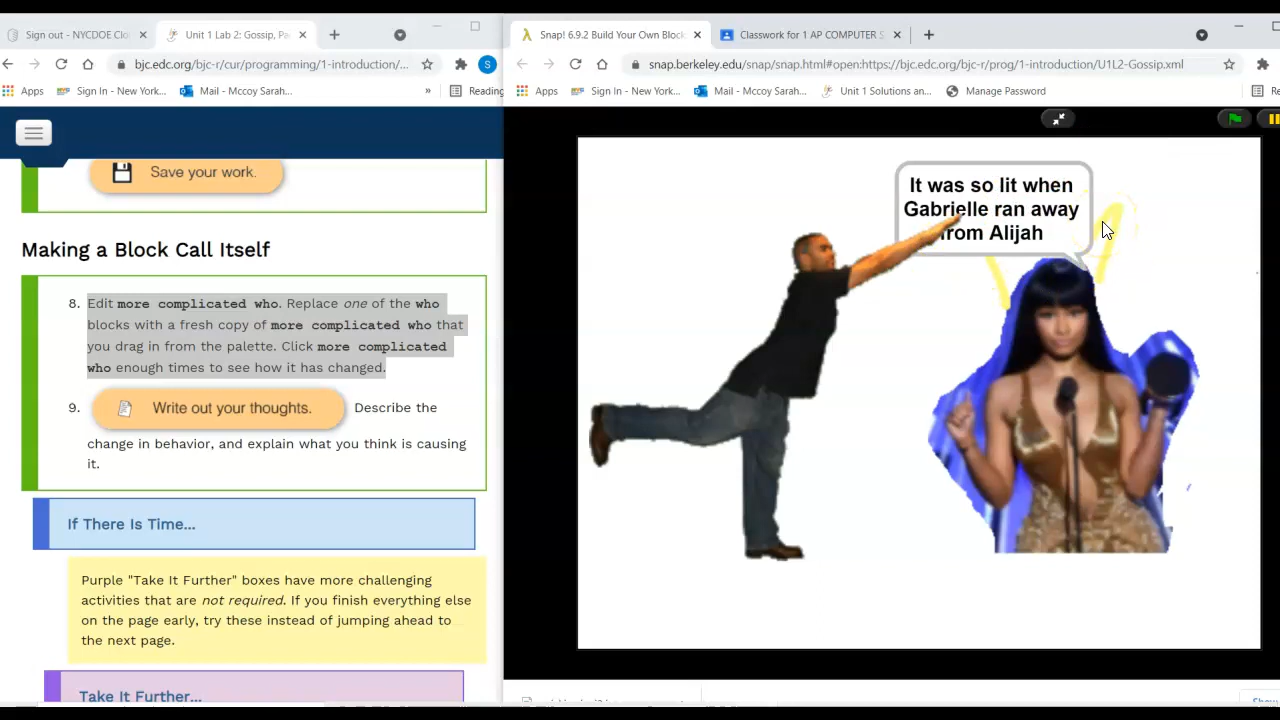 Sign out - NYCDOE Clo
Unit 1 Lab 2: Gossip, Pa
Snap! 6.9.2 Build Your Own Block
Classwork for 1 AP COMPUTER S
bjc.edc.org/bjc-r/cur/programming/1-introduction/...
S
snap.berkeley.edu/snap/snap.html#open:https://bjc.edc.org/bjc-r/prog/1-introduction/U1L2-Gossip.xml
Apps
Sign In - New York...
Mail - Mccoy Sarah...
»
Reading
Apps
Sign In - New York...
Mail - Mccoy Sarah...
Unit 1 Solutions an...
Manage Password
Re
Save your work.
Making a Block Call Itself
8. Edit more complicated who. Replace one of the who
blocks with a fresh copy of more complicated who that
you drag in from the palette. Click more complicated
who enough times to see how it has changed.
9. Write out your thoughts. Describe the
change in behavior, and explain what you think is causing
it.
If There Is Time...
Purple "Take It Further" boxes have more challenging
activities that are not required. If you finish everything else
on the page early, try these instead of jumping ahead to
the next page.
Take It Further...
It was so lit when
Gabrielle ran away
from Alijah
Show